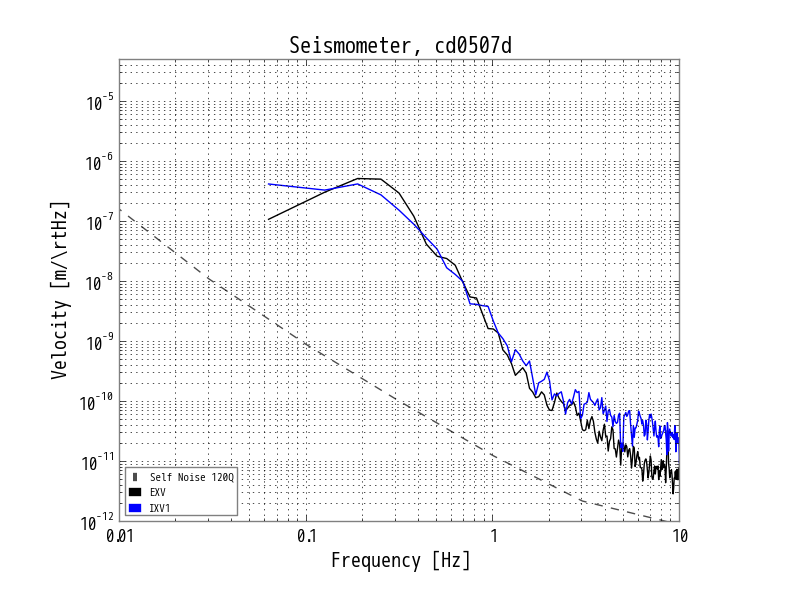 Seismometer, cd0507d
Velocity [m/\rtHz]
10^-5
10^-6
10^-7
10^-8
10^-9
10^-10
10^-11
10^-12
Self Noise 120Q
EXV
IXV1
0.01
0.1
1
10
Frequency [Hz]